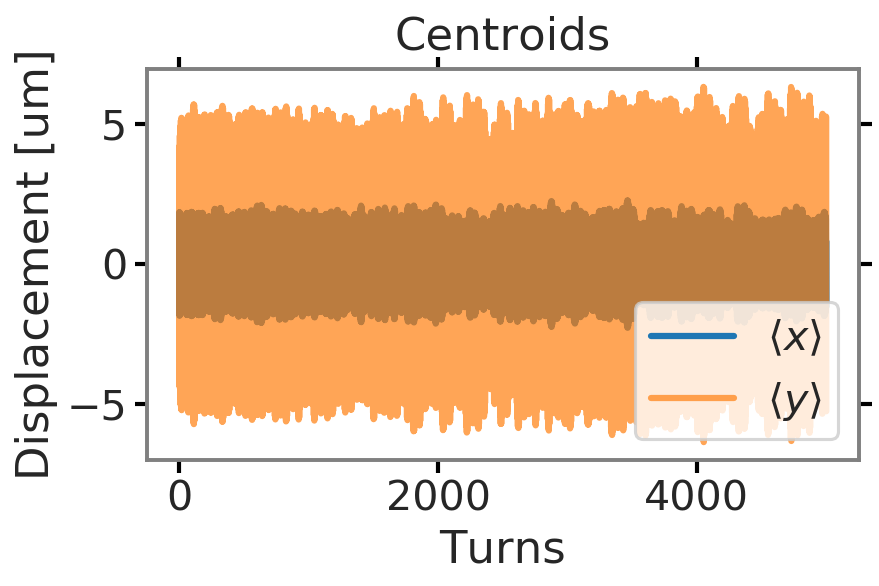 Centroids
Displacement [um]
5
0
−5
⟨x⟩
⟨y⟩
0 2000 4000
Turns